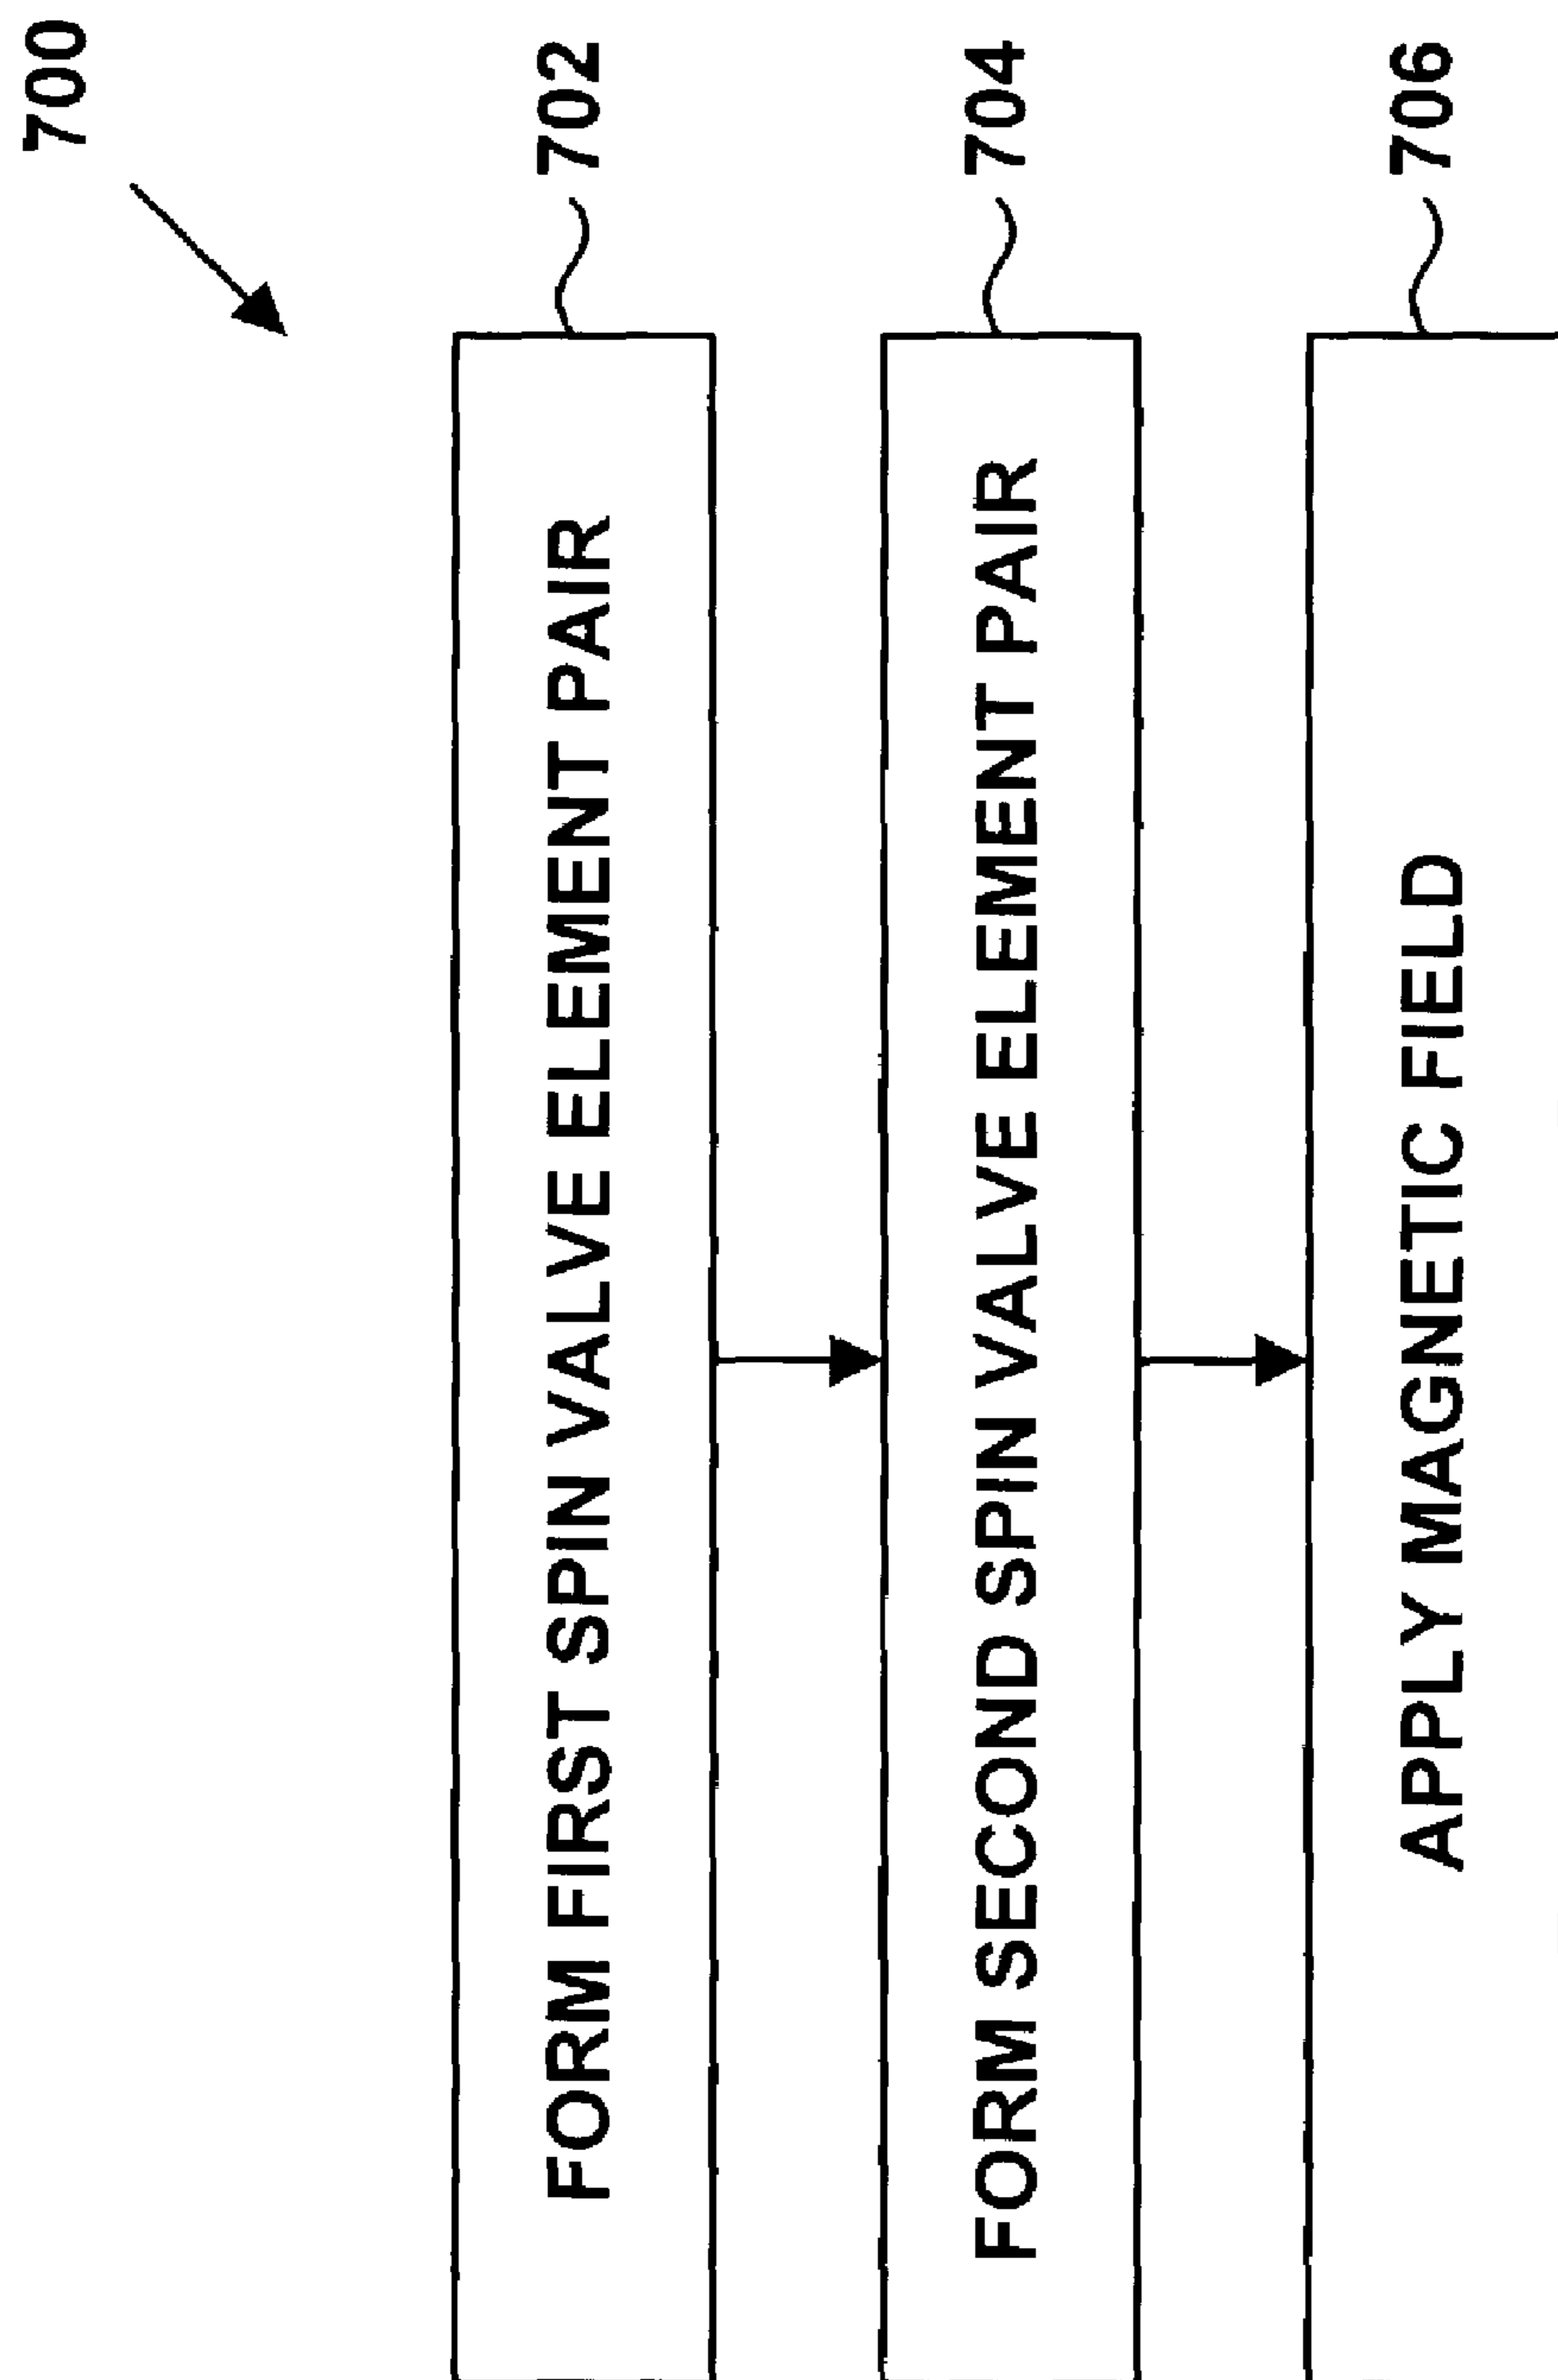 700
FORM FIRST SPIN VALVE ELEMENT PAIR
702
FORM SECOND SPIN VALVE ELEMENT PAIR
704
APPLY MAGNETIC FIELD
706